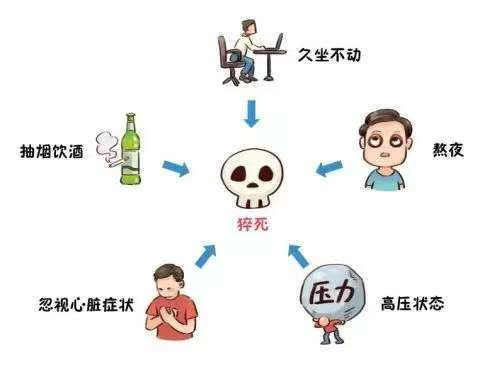 久坐不动
抽烟饮酒
熬夜
猝死
忽视心脏症状
压力
高压状态